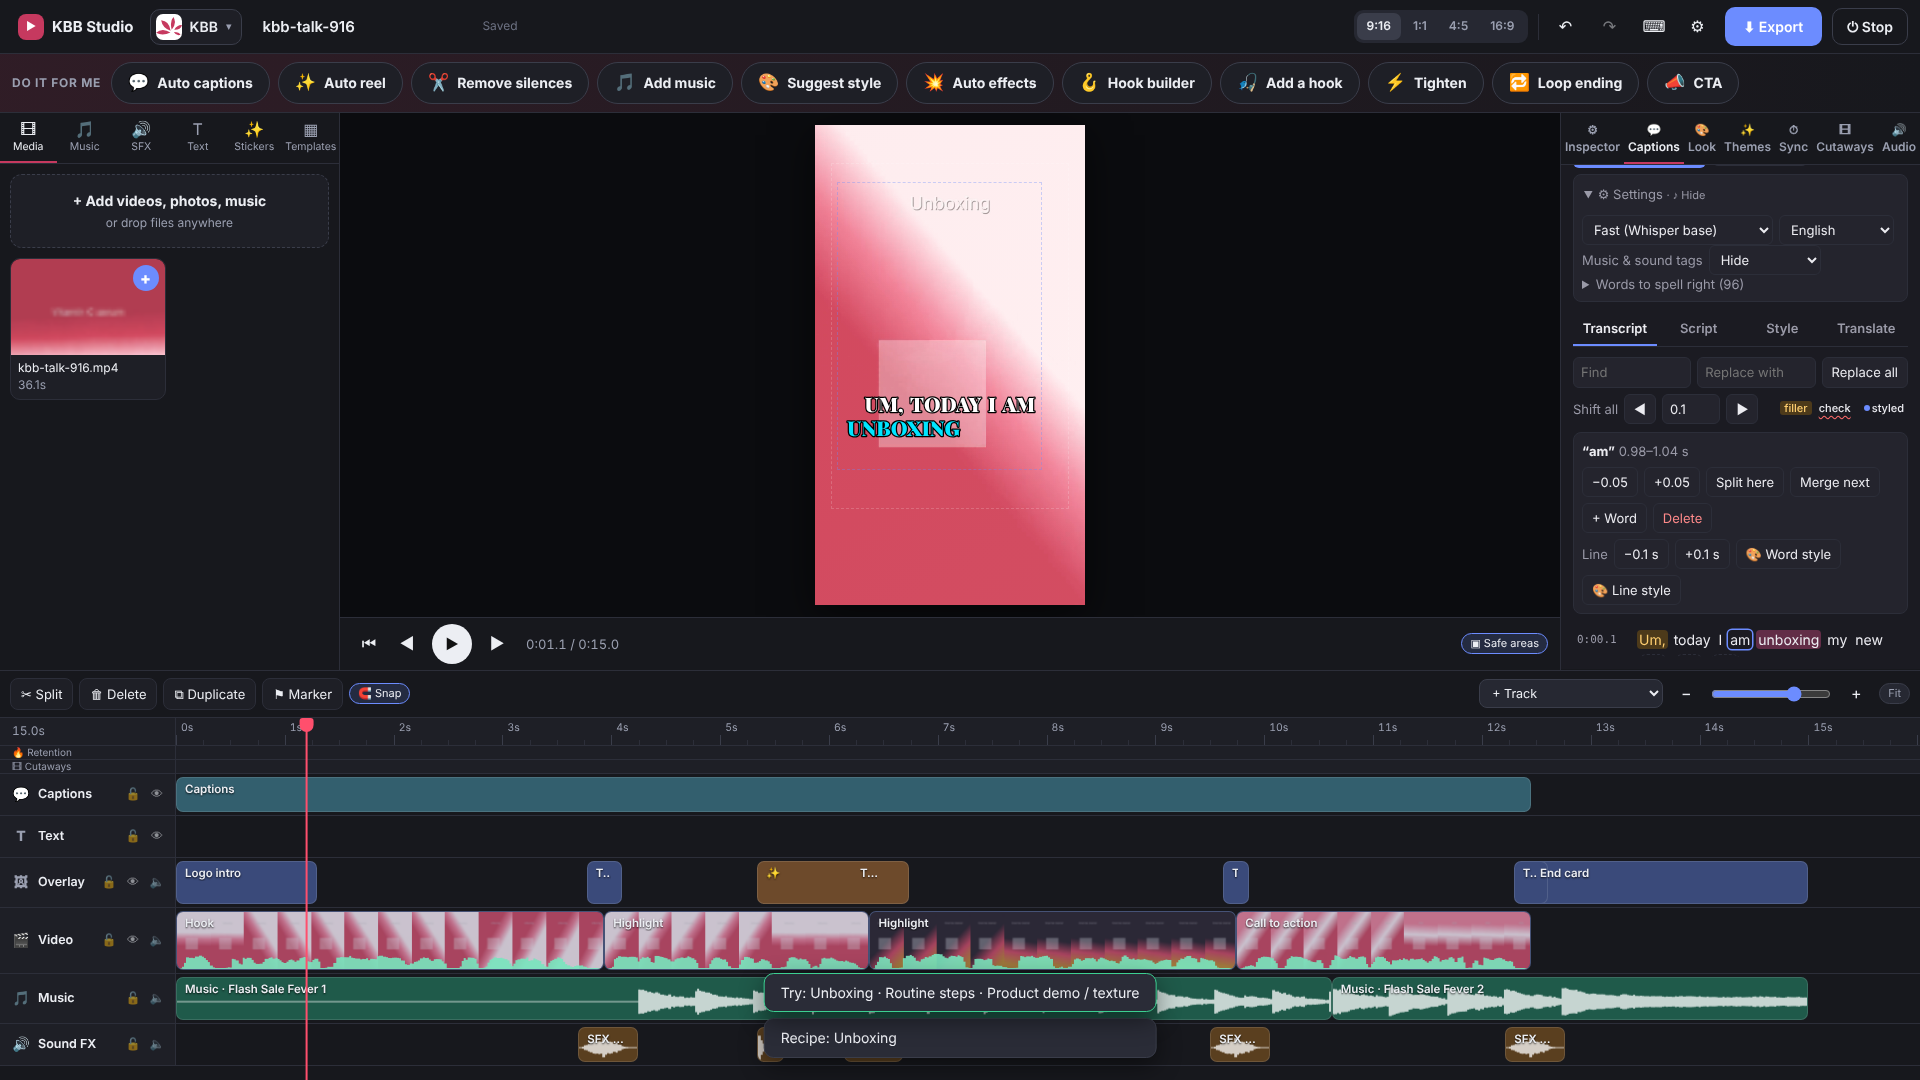 KBB Studio
KBB
kbb-talk-916
Saved
9:16 1:1 4:5 16:9
Export
Stop
DO IT FOR ME
Auto captions
Auto reel
Remove silences
Add music
Suggest style
Auto effects
Hook builder
Add a hook
Tighten
Loop ending
CTA
Media Music SFX Text Stickers Templates
+ Add videos, photos, music
or drop files anywhere
Vitamin C serum
kbb-talk-916.mp4
36.1s
Unboxing
UM, TODAY I AM
UNBOXING
0:01.1 / 0:15.0
Safe areas
Inspector Captions Look Themes Sync Cutaways Audio
Settings · ♪ Hide
Fast (Whisper base) English
Music & sound tags Hide
Words to spell right (96)
Transcript Script Style Translate
Find Replace with Replace all
Shift all 0.1 filler check styled
“am” 0.98–1.04 s
−0.05 +0.05 Split here Merge next
+ Word Delete
Line −0.1 s +0.1 s Word style
Line style
0:00.1 Um, today I am unboxing my new
Split Delete Duplicate Marker Snap
+ Track − + Fit
15.0s 0s 1s 2s 3s 4s 5s 6s 7s 8s 9s 10s 11s 12s 13s 14s 15s
Retention
Cutaways
Captions Captions
Text
Overlay Logo intro T.. T... T T.. End card
Video Hook Highlight Highlight Call to action
Music Music · Flash Sale Fever 1 Music · Flash Sale Fever 2
Try: Unboxing · Routine steps · Product demo / texture
Sound FX SFX ... SFX ... SFX ...
Recipe: Unboxing